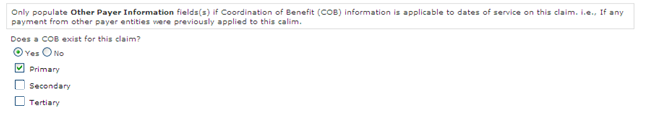 Only populate Other Payer Information fields(s) if Coordination of Benefit (COB) information is applicable to dates of service on this claim. i.e., If any
payment from other payer entities were previously applied to this calim.
Does a COB exist for this claim?
Yes No
Primary
Secondary
Tertiary